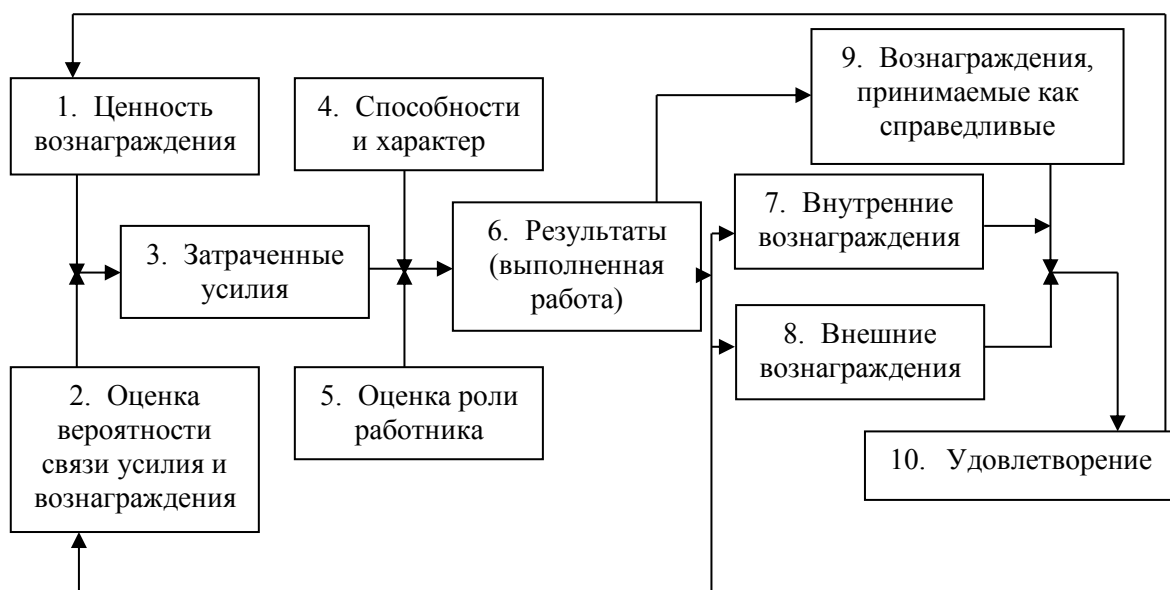 1. Ценность
вознаграждения
2. Оценка
вероятности
связи усилия и
вознаграждения
3. Затраченные
усилия
4. Способности
и характер
5. Оценка роли
работника
6. Результаты
(выполненная
работа)
7. Внутренние
вознаграждения
8. Внешние
вознаграждения
9. Вознаграждения,
принимаемые как
справедливые
10. Удовлетворение